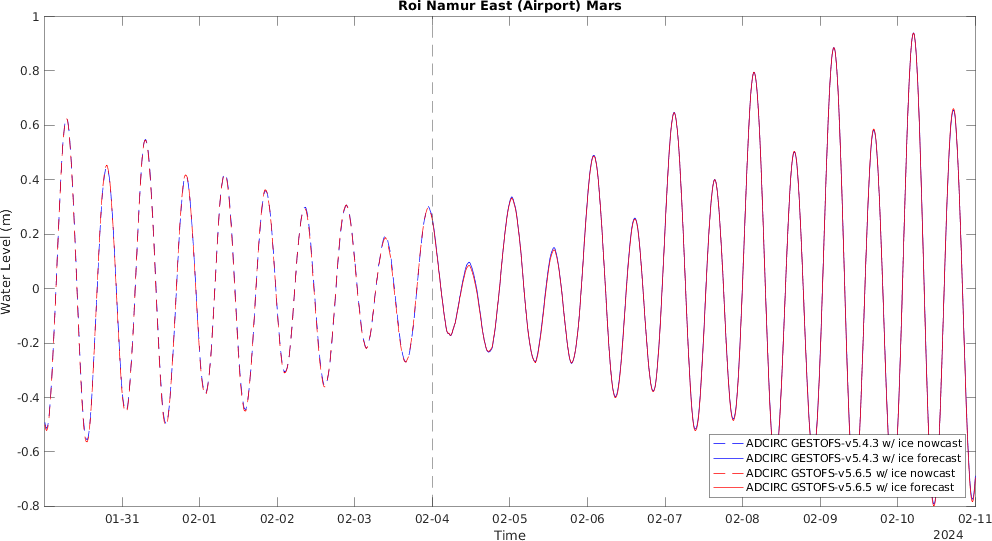 Roi Namur East (Airport) Mars
1
0.8
0.6
0.4
0.2
0
-0.2
-0.4
-0.6
-0.8
Water Level (m)
ADCIRC GESTOFS-v5.4.3 w/ ice nowcast
ADCIRC GESTOFS-v5.4.3 w/ ice forecast
ADCIRC GSTOFS-v5.6.5 w/ ice nowcast
ADCIRC GSTOFS-v5.6.5 w/ ice forecast
01-31 02-01 02-02 02-03 02-04 02-05 02-06 02-07 02-08 02-09 02-10 02-11
Time
2024